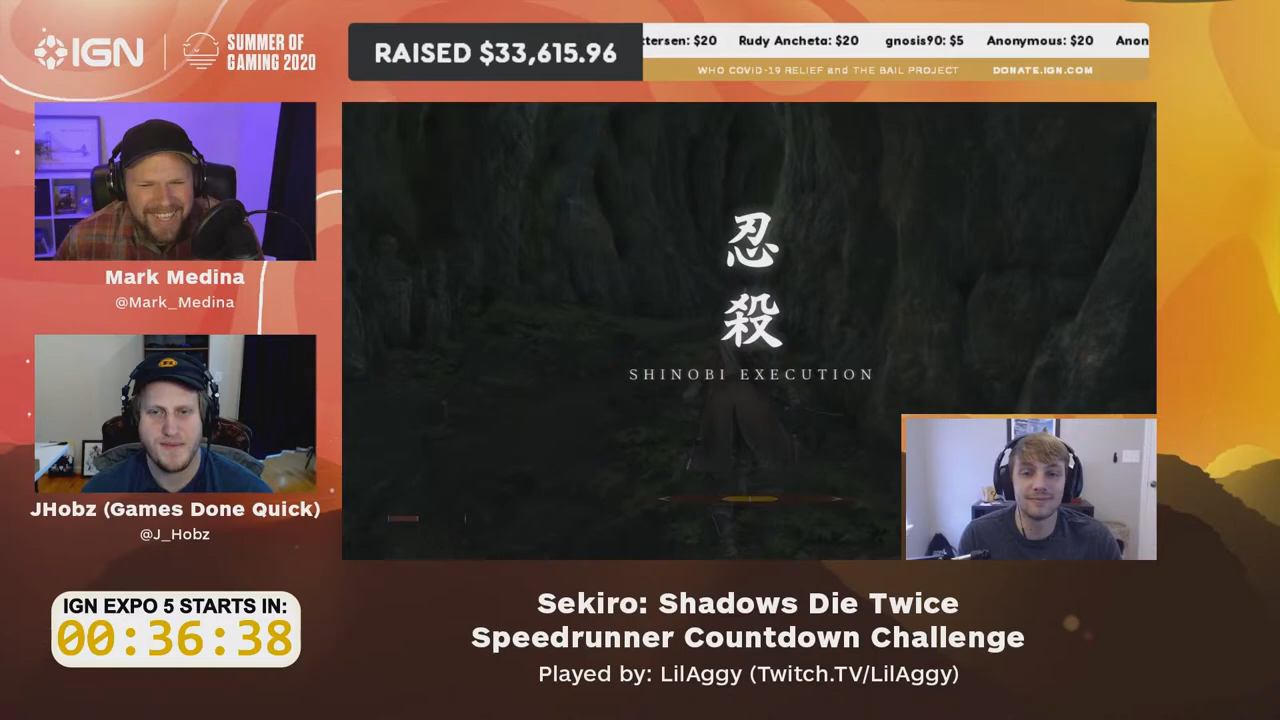 IGN
SUMMER OF
GAMING 2020
RAISED $33,615.96
tersen: $20 Rudy Ancheta: $20 gnosis90: $5 Anonymous: $20 Anon
WHO COVID-19 RELIEF and THE BAIL PROJECT DONATE.IGN.COM
Mark Medina
@Mark_Medina
JHobz (Games Done Quick)
@J_Hobz
IGN EXPO 5 STARTS IN:
00:36:38
忍
殺
SHINOBI EXECUTION
Sekiro: Shadows Die Twice
Speedrunner Countdown Challenge
Played by: LilAggy (Twitch.TV/LilAggy)